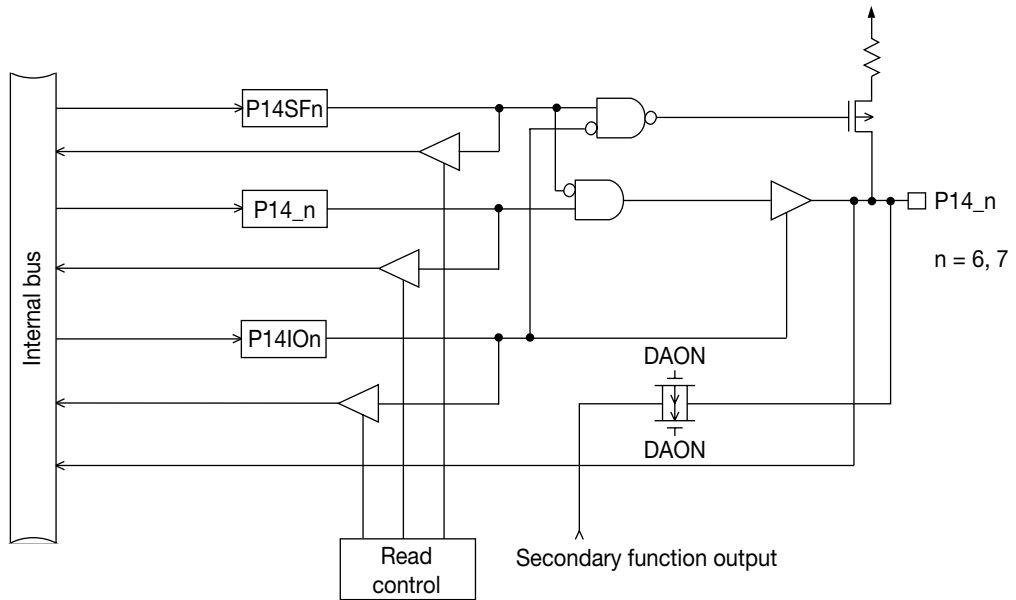 P14SFn
P14_n
P14IOn
Internal bus
P14_n
n = 6, 7
DAON
DAON
Read
control
Secondary function output